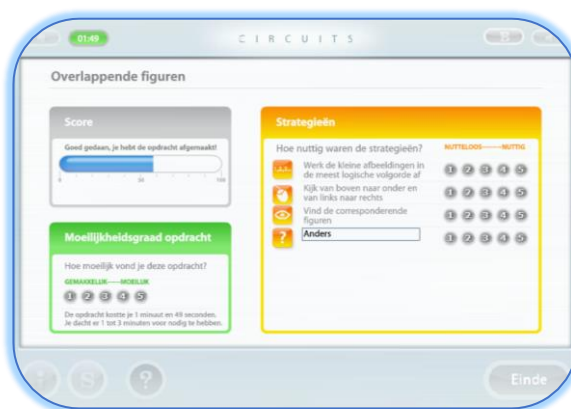 01:49
CIRCUITS
Overlappende figuren
Score
Goed gedaan, je hebt de opdracht afgemaakt!
0 50 100
Moeilijkheidsgraad opdracht
Hoe moeilijk vond je deze opdracht?
GEMAKKELIJK-----MOEILIJK
1 2 3 4 5
De opdracht kostte je 1 minuut en 49 seconden.
Je dacht er 1 tot 3 minuten voor nodig te hebben.
Strategieën
Hoe nuttig waren de strategieën? NUTTELOOS--------NUTTIG
1,2,3 Werk de kleine afbeeldingen in
de meest logische volgorde af
1 2 3 4 5
Kijk van boven naar onder en
van links naar rechts
1 2 3 4 5
Vind de corresponderende
figuren
1 2 3 4 5
? Anders
1 2 3 4 5
S
?
Einde